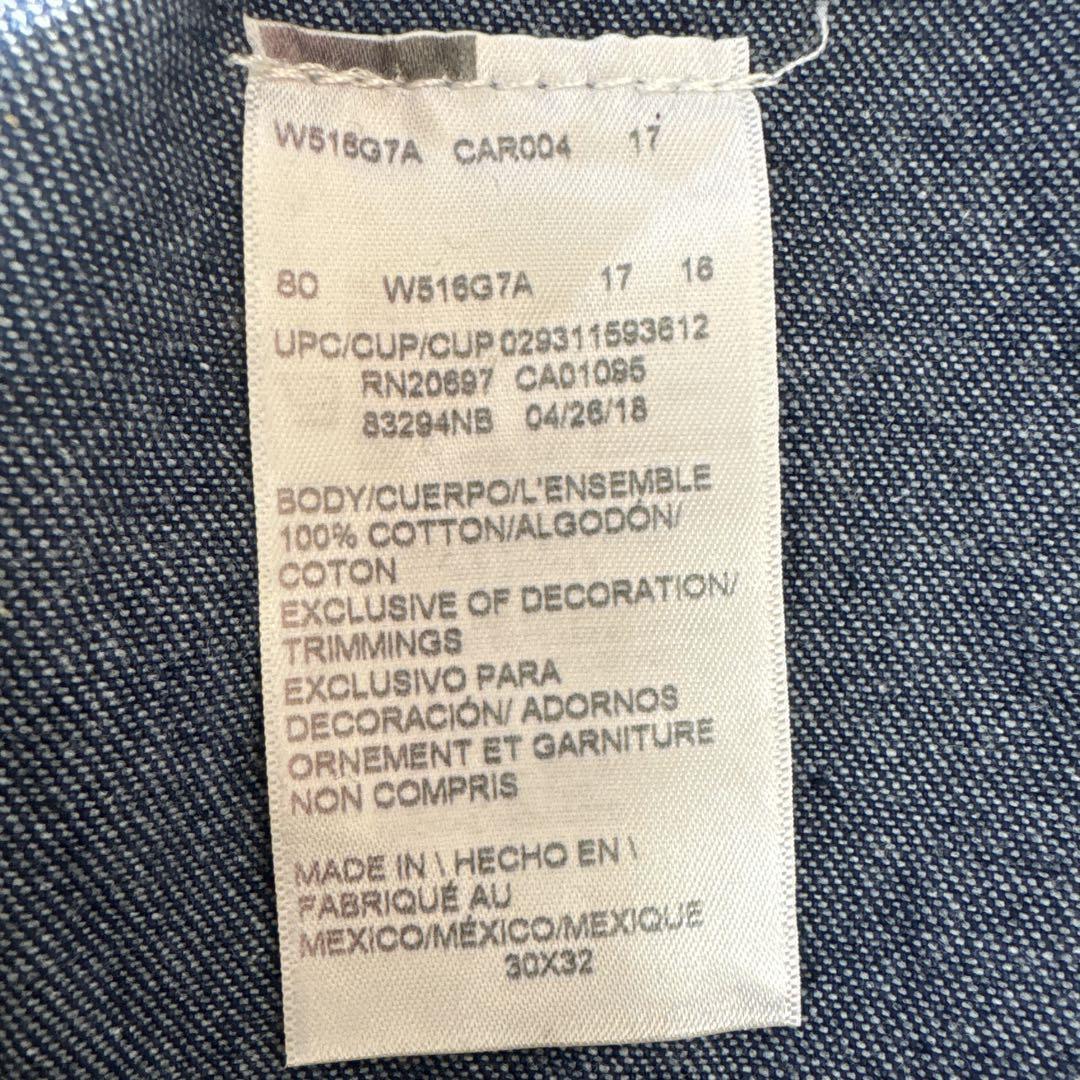 W516G7A CAR004 17
80 W516G7A 17 16
UPC/CUP/CUP 029311593612
RN20697 CA01095
83294NB 04/26/18
BODY/CUERPO/L'ENSEMBLE
100% COTTON/ALGODÓN/
COTON
EXCLUSIVE OF DECORATION/
TRIMMINGS
EXCLUSIVO PARA
DECORACIÓN/ ADORNOS
ORNEMENT ET GARNITURE
NON COMPRIS
MADE IN \ HECHO EN \
FABRIQUÉ AU
MEXICO/MÉXICO/MEXIQUE
30X32